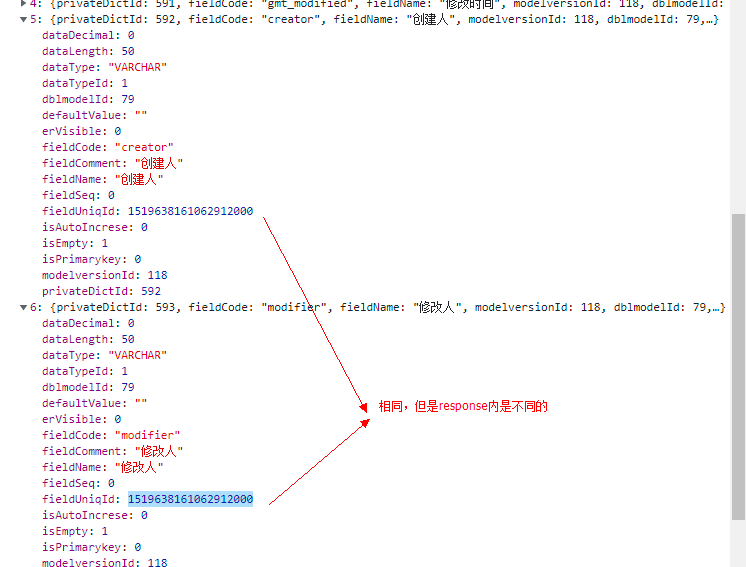 4: {privateDictId: 591, fieldCode: "gmt_modified", fieldName: "修改时间", modelversionId: 118, dblmodelId:
5: {privateDictId: 592, fieldCode: "creator", fieldName: "创建人", modelversionId: 118, dblmodelId: 79,…}
dataDecimal: 0
dataLength: 50
dataType: "VARCHAR"
dataTypeId: 1
dblmodelId: 79
defaultValue: ""
erVisible: 0
fieldCode: "creator"
fieldComment: "创建人"
fieldName: "创建人"
fieldSeq: 0
fieldUniqId: 1519638161062912000
isAutoIncrese: 0
isEmpty: 1
isPrimarykey: 0
modelversionId: 118
privateDictId: 592
6: {privateDictId: 593, fieldCode: "modifier", fieldName: "修改人", modelversionId: 118, dblmodelId: 79,…}
dataDecimal: 0
dataLength: 50
dataType: "VARCHAR"
dataTypeId: 1
dblmodelId: 79
defaultValue: ""
相同，但是response内是不同的
erVisible: 0
fieldCode: "modifier"
fieldComment: "修改人"
fieldName: "修改人"
fieldSeq: 0
fieldUniqId: 1519638161062912000
isAutoIncrese: 0
isEmpty: 1
isPrimarykey: 0
modelversionId: 118